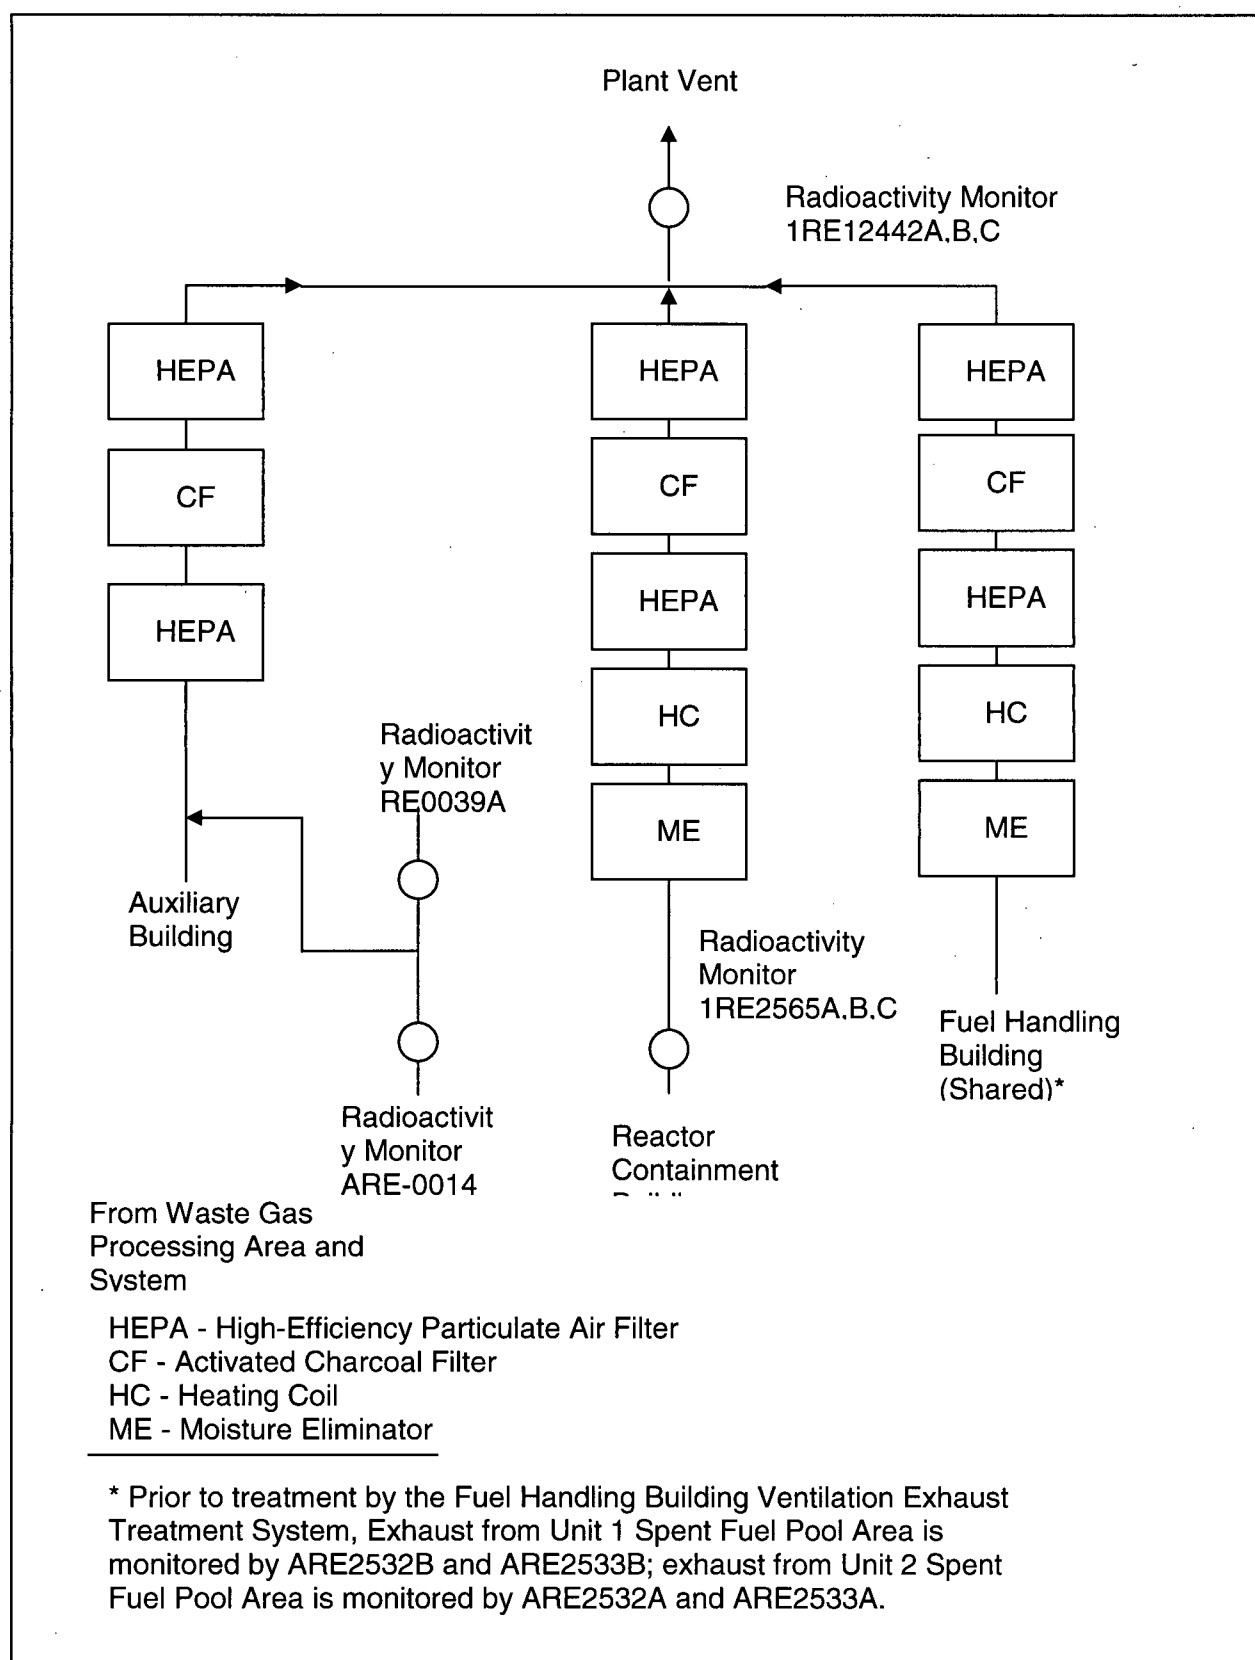 Plant Vent
Radioactivity Monitor
1RE12442A,B,C
HEPA
HEPA
HEPA
CF
CF
CF
HEPA
HEPA
HEPA
HC
HC
ME
ME
Radioactivit
y Monitor
RE0039A
Auxiliary
Building
Radioactivity
Monitor
1RE2565A,B,C
Fuel Handling
Building
(Shared)*
Radioactivit
y Monitor
ARE-0014
Reactor
Containment
From Waste Gas
Processing Area and
System
HEPA - High-Efficiency Particulate Air Filter
CF - Activated Charcoal Filter
HC - Heating Coil
ME - Moisture Eliminator
* Prior to treatment by the Fuel Handling Building Ventilation Exhaust
Treatment System, Exhaust from Unit 1 Spent Fuel Pool Area is
monitored by ARE2532B and ARE2533B; exhaust from Unit 2 Spent
Fuel Pool Area is monitored by ARE2532A and ARE2533A.